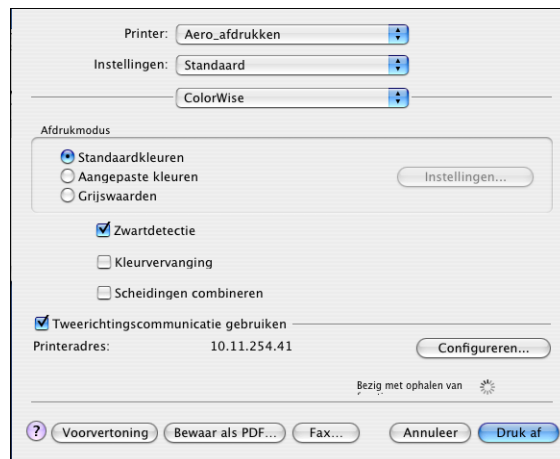 Printer: Aero_afdrukken
Instellingen: Standaard
ColorWise
Afdrukmodus
Standaardkleuren
Aangepaste kleuren
Instellingen...
Grijswaarden
Zwartdetectie
Kleurvervanging
Scheidingen combineren
Tweerichtingscommunicatie gebruiken
Printeradres: 10.11.254.41
Configureren...
Bezig met ophalen van
? Voorvertoning Bewaar als PDF... Fax... Annuleer Druk af